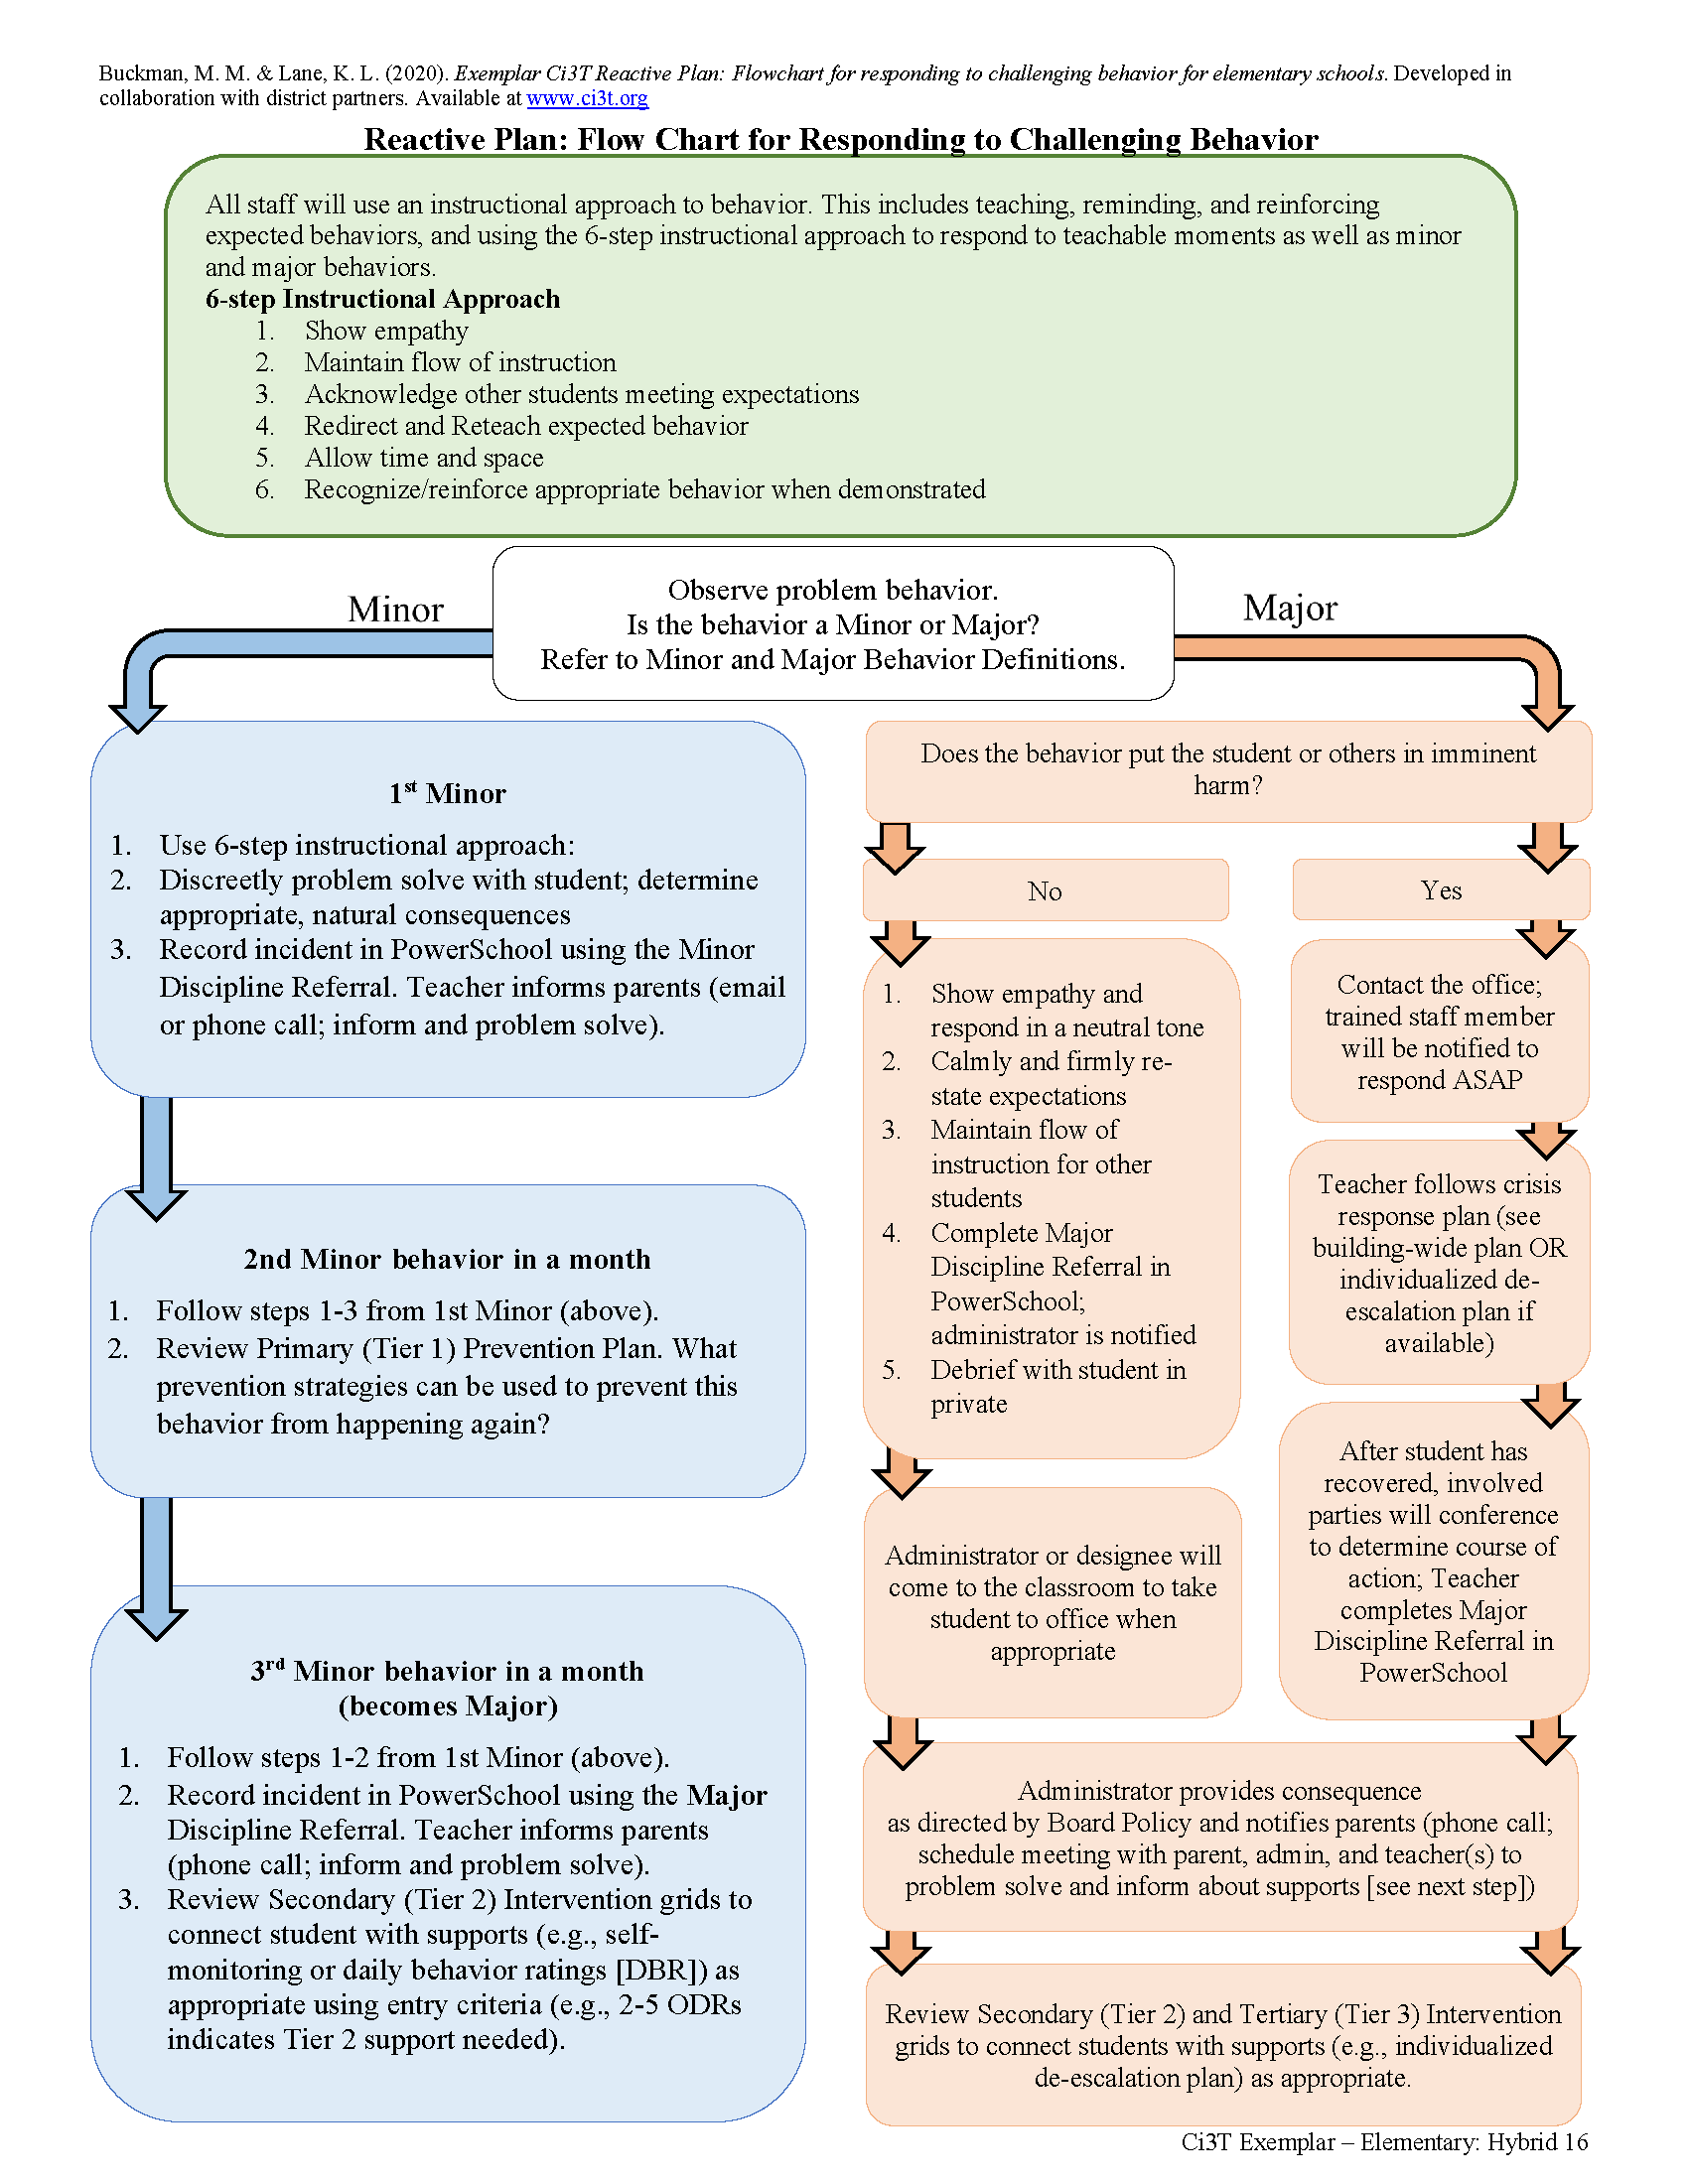 Buckman, M. M. & Lane, K. L. (2020). Exemplar Ci3T Reactive Plan: Flowchart for responding to challenging behavior for elementary schools. Developed in
collaboration with district partners. Available at www.ci3t.org
Reactive Plan: Flow Chart for Responding to Challenging Behavior
All staff will use an instructional approach to behavior. This includes teaching, reminding, and reinforcing
expected behaviors, and using the 6-step instructional approach to respond to teachable moments as well as minor
and major behaviors.
6-step Instructional Approach
1. Show empathy
2. Maintain flow of instruction
3. Acknowledge other students meeting expectations
4. Redirect and Reteach expected behavior
5. Allow time and space
6. Recognize/reinforce appropriate behavior when demonstrated
Observe problem behavior.
Is the behavior a Minor or Major?
Refer to Minor and Major Behavior Definitions.
Minor
Major
1st Minor
1. Use 6-step instructional approach:
2. Discreetly problem solve with student; determine
appropriate, natural consequences
3. Record incident in PowerSchool using the Minor
Discipline Referral. Teacher informs parents (email
or phone call; inform and problem solve).
2nd Minor behavior in a month
1. Follow steps 1-3 from 1st Minor (above).
2. Review Primary (Tier 1) Prevention Plan. What
prevention strategies can be used to prevent this
behavior from happening again?
3rd Minor behavior in a month
(becomes Major)
1. Follow steps 1-2 from 1st Minor (above).
2. Record incident in PowerSchool using the Major
Discipline Referral. Teacher informs parents
(phone call; inform and problem solve).
3. Review Secondary (Tier 2) Intervention grids to
connect student with supports (e.g., self-
monitoring or daily behavior ratings [DBR]) as
appropriate using entry criteria (e.g., 2-5 ODRs
indicates Tier 2 support needed).
Does the behavior put the student or others in imminent
harm?
No
1. Show empathy and
respond in a neutral tone
2. Calmly and firmly re-
state expectations
3. Maintain flow of
instruction for other
students
4. Complete Major
Discipline Referral in
PowerSchool;
administrator is notified
5. Debrief with student in
private
Administrator or designee will
come to the classroom to take
student to office when
appropriate
Yes
Contact the office;
trained staff member
will be notified to
respond ASAP
Teacher follows crisis
response plan (see
building-wide plan OR
individualized de-
escalation plan if
available)
After student has
recovered, involved
parties will conference
to determine course of
action; Teacher
completes Major
Discipline Referral in
PowerSchool
Administrator provides consequence
as directed by Board Policy and notifies parents (phone call;
schedule meeting with parent, admin, and teacher(s) to
problem solve and inform about supports [see next step])
Review Secondary (Tier 2) and Tertiary (Tier 3) Intervention
grids to connect students with supports (e.g., individualized
de-escalation plan) as appropriate.
Ci3T Exemplar – Elementary: Hybrid 16